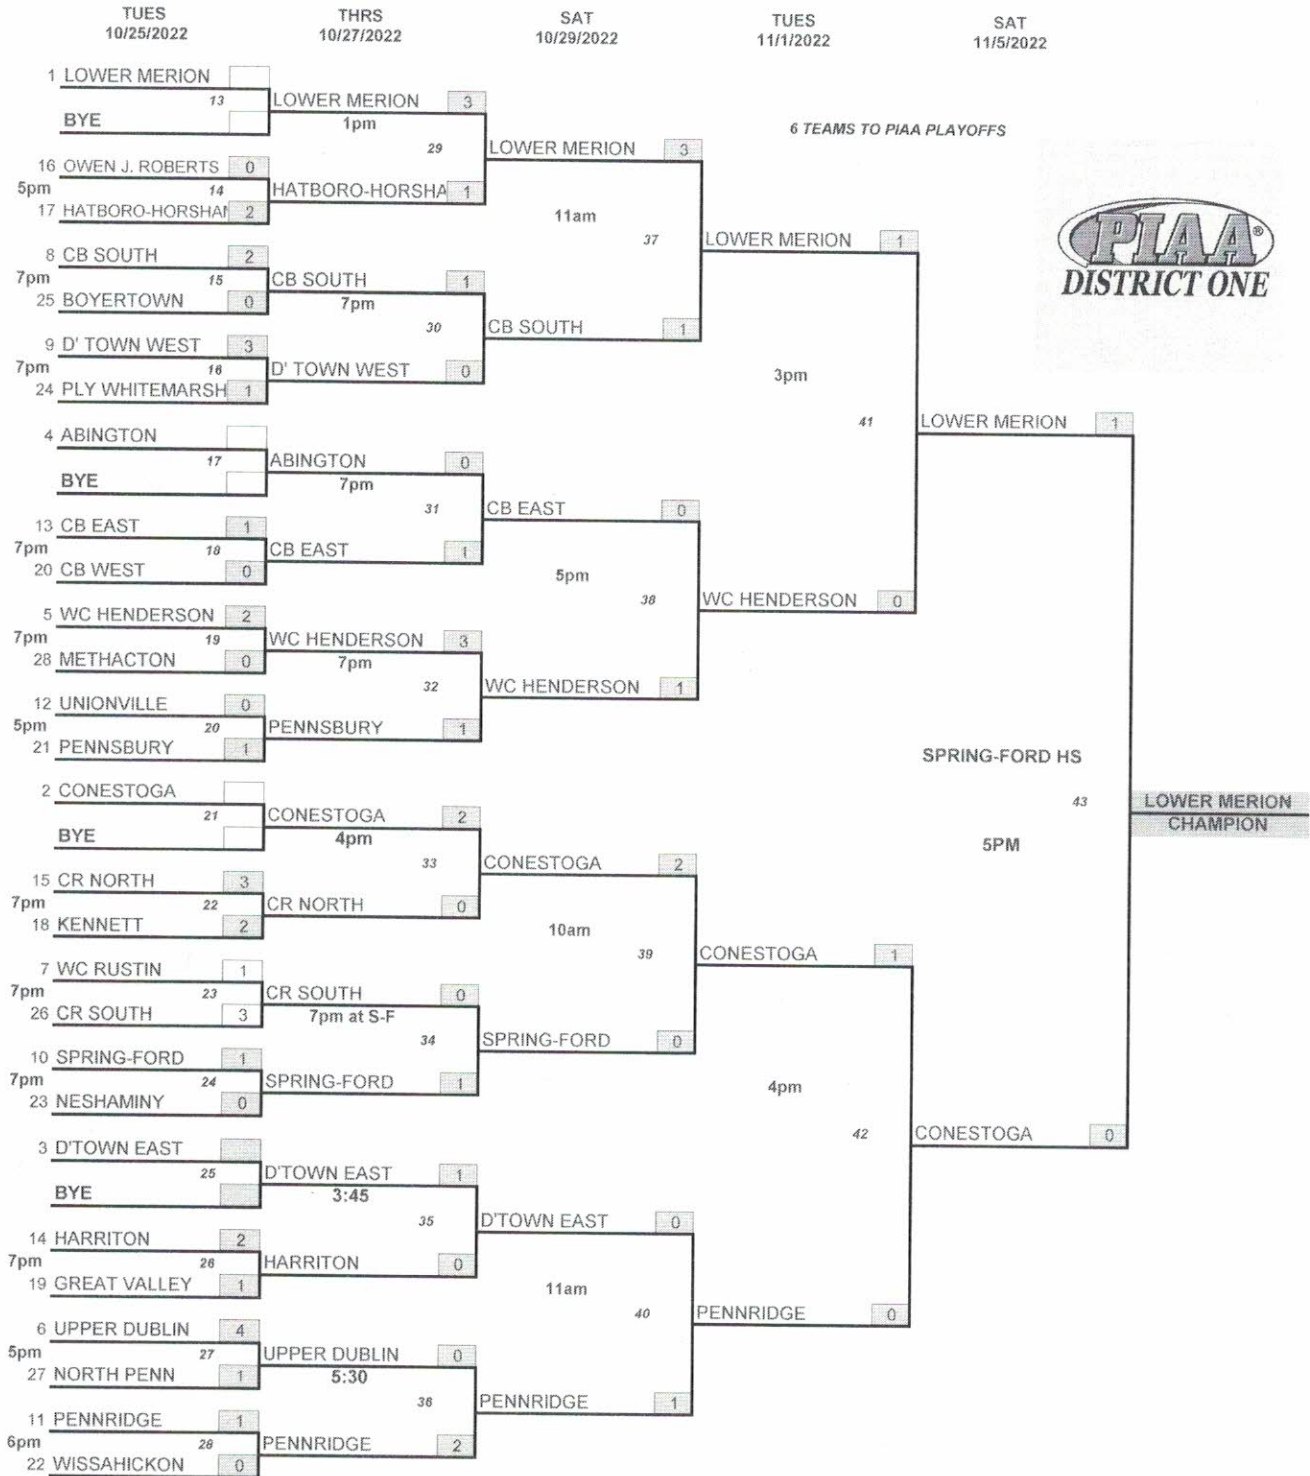 TUES THRS SAT TUES SAT
10/25/2022 10/27/2022 10/29/2022 11/1/2022 11/5/2022
1 LOWER MERION
13
BYE
LOWER MERION 3
1pm
29
LOWER MERION 3
6 TEAMS TO PIAA PLAYOFFS
16 OWEN J. ROBERTS 0
5pm 14
17 HATBORO-HORSHAM 2
HATBORO-HORSHA 1
11am
37
LOWER MERION 1
PIAA®
DISTRICT ONE
8 CB SOUTH 2
7pm 15
25 BOYERTOWN 0
CB SOUTH 1
7pm
30
CB SOUTH 1
9 D' TOWN WEST 3
7pm 16
24 PLY WHITEMARSH 1
D' TOWN WEST 0
3pm
41
LOWER MERION 1
4 ABINGTON
17
BYE
ABINGTON 0
7pm
31
CB EAST 0
13 CB EAST 1
7pm 18
20 CB WEST 0
CB EAST 1
5pm
38
WC HENDERSON 0
5 WC HENDERSON 2
7pm 19
28 METHACTON 0
WC HENDERSON 3
7pm
32
WC HENDERSON 1
12 UNIONVILLE 0
5pm 20
21 PENNSBURY 1
PENNSBURY 1
SPRING-FORD HS
43
5PM
LOWER MERION
CHAMPION
2 CONESTOGA
21
BYE
CONESTOGA 2
4pm
33
CONESTOGA 2
15 CR NORTH 3
7pm 22
18 KENNETT 2
CR NORTH 0
10am
39
CONESTOGA 1
7 WC RUSTIN 1
7pm 23
26 CR SOUTH 3
CR SOUTH 0
7pm at S-F
34
SPRING-FORD 0
10 SPRING-FORD 1
7pm 24
23 NESHAMINY 0
SPRING-FORD 1
4pm
42
CONESTOGA 0
3 D'TOWN EAST
25
BYE
D'TOWN EAST 1
3:45
35
D'TOWN EAST 0
14 HARRITON 2
7pm 26
19 GREAT VALLEY 1
HARRITON 0
11am
40
PENNRIDGE 0
6 UPPER DUBLIN 4
5pm 27
27 NORTH PENN 1
UPPER DUBLIN 0
5:30
36
PENNRIDGE 1
11 PENNRIDGE 1
6pm 28
22 WISSAHICKON 0
PENNRIDGE 2